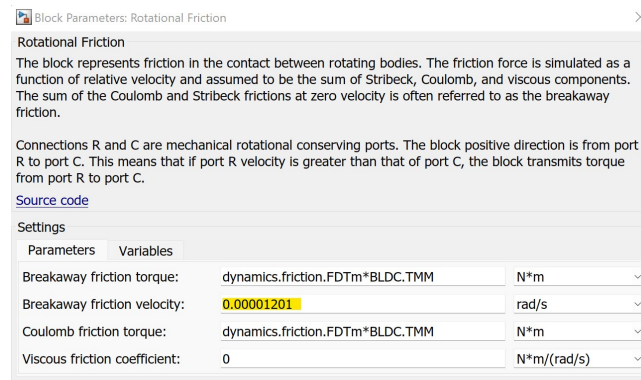 Block Parameters: Rotational Friction
Rotational Friction
The block represents friction in the contact between rotating bodies. The friction force is simulated as a
function of relative velocity and assumed to be the sum of Stribeck, Coulomb, and viscous components.
The sum of the Coulomb and Stribeck frictions at zero velocity is often referred to as the breakaway
friction.
Connections R and C are mechanical rotational conserving ports. The block positive direction is from port
R to port C. This means that if port R velocity is greater than that of port C, the block transmits torque
from port R to port C.
Source code
Settings
Parameters Variables
Breakaway friction torque: dynamics.friction.FDTm*BLDC.TMM N*m
Breakaway friction velocity: 0.00001201 rad/s
Coulomb friction torque: dynamics.friction.FDTm*BLDC.TMM N*m
Viscous friction coefficient: 0 N*m/(rad/s)